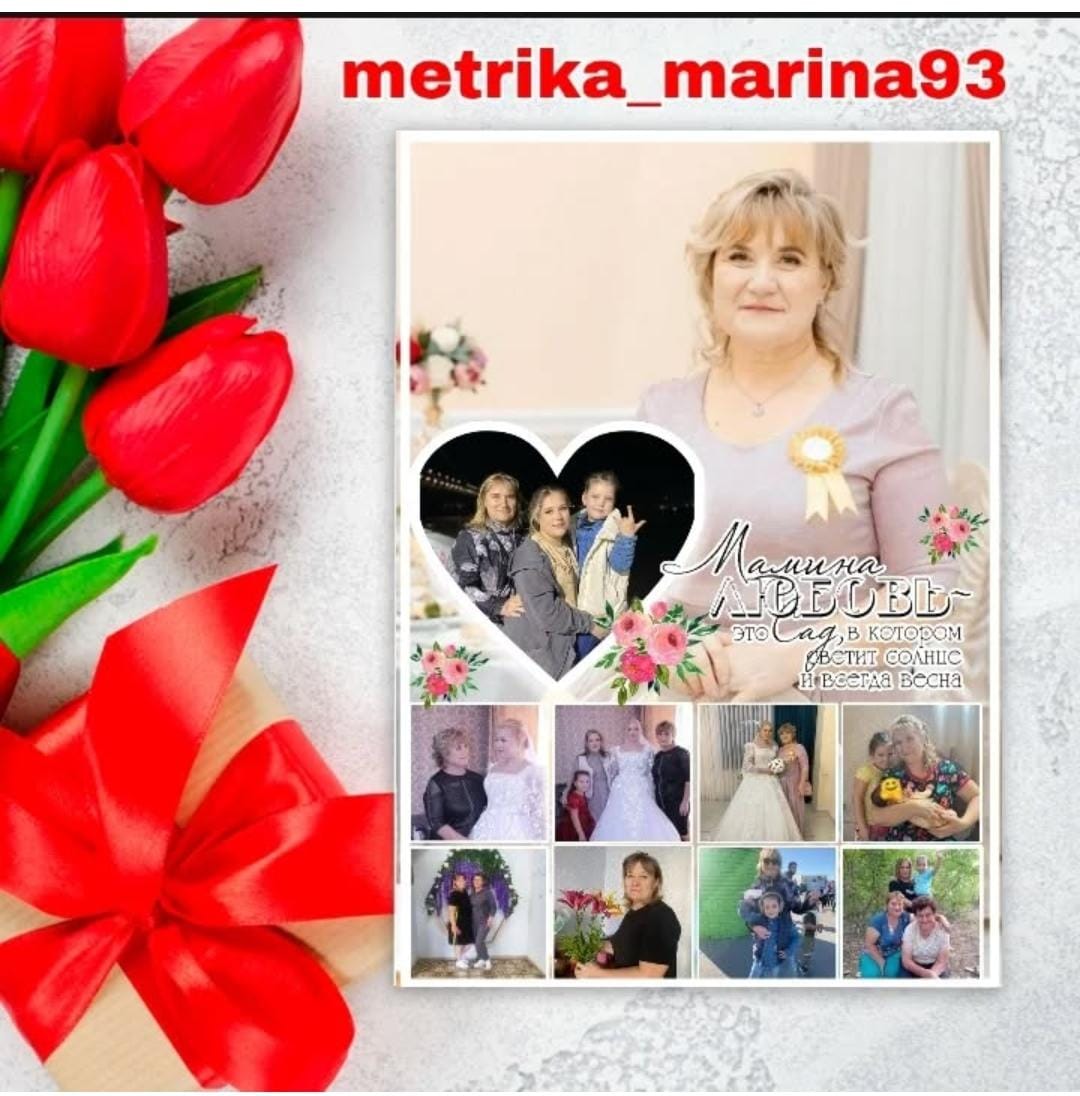 metrika_marina93
Мамина
ЛЮБОВЬ~
это Сад, в котором
светит солнце
и всегда весна